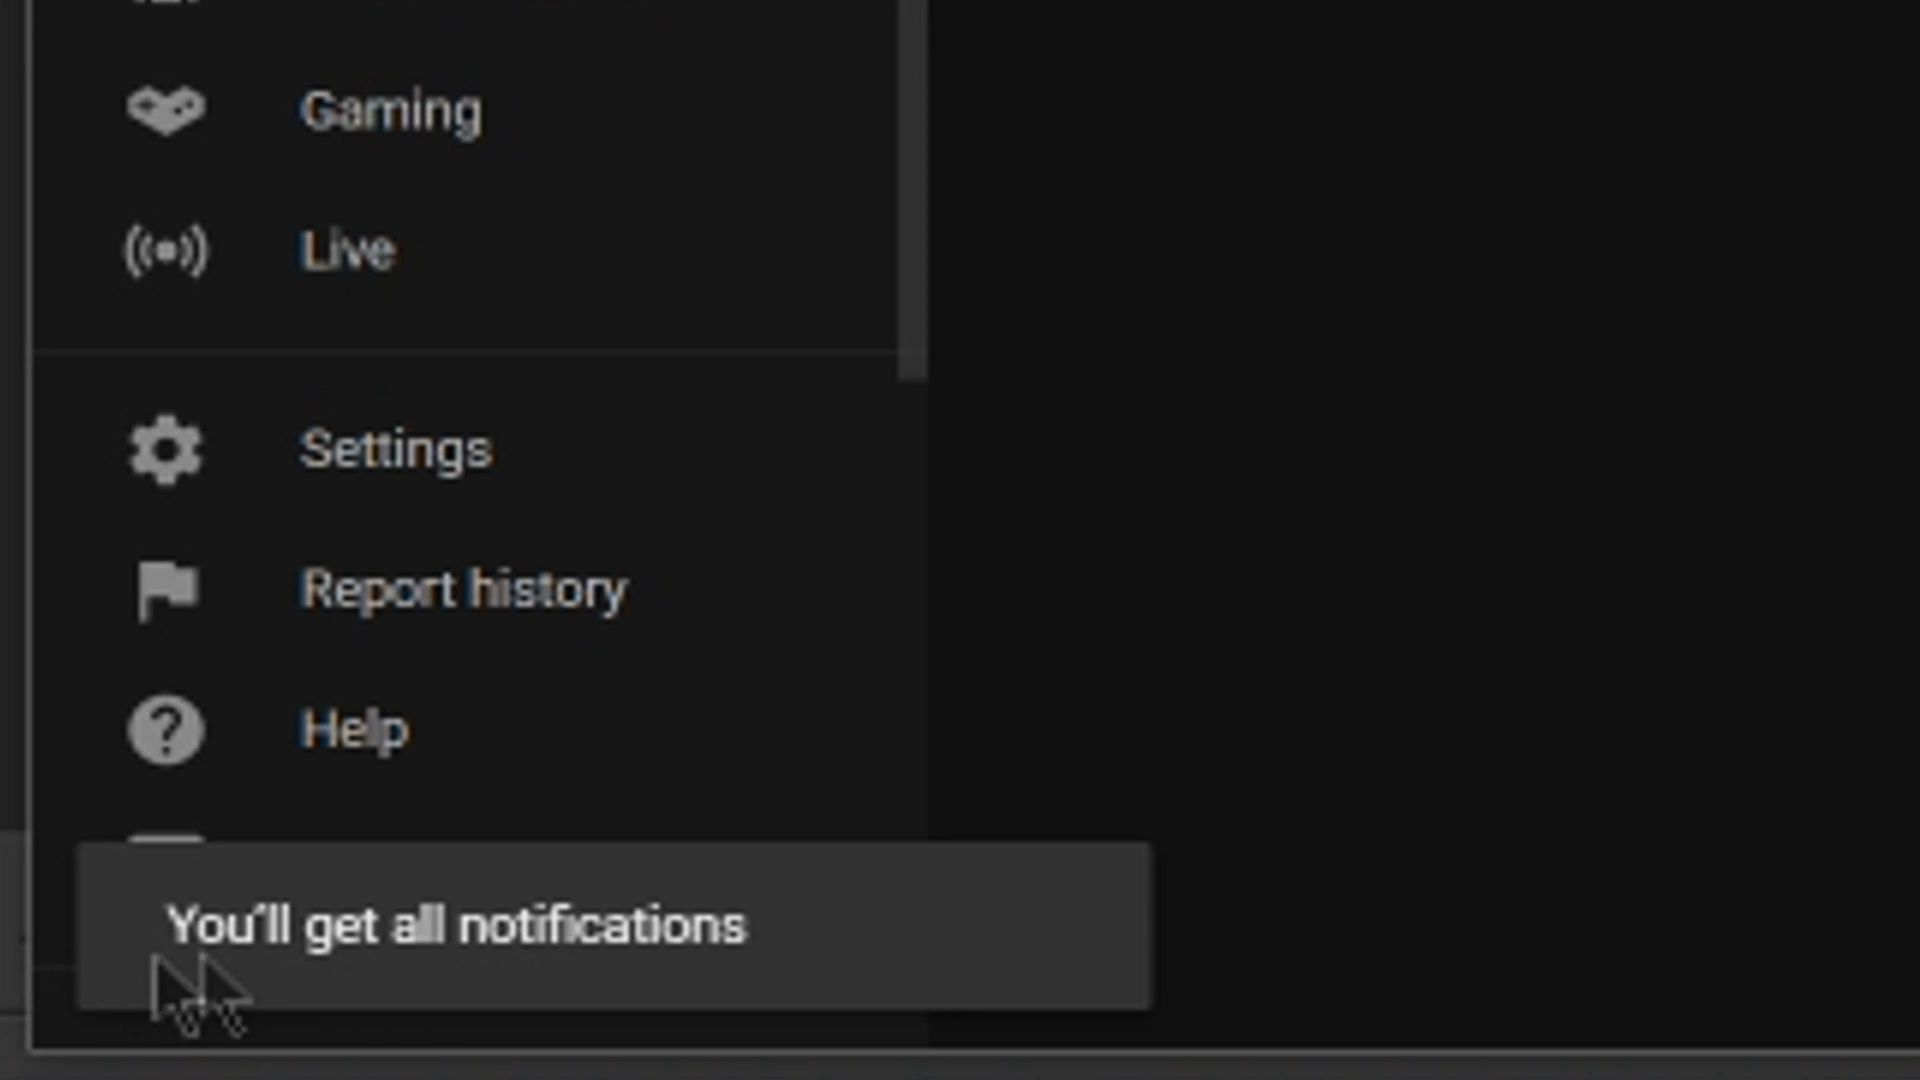 Gaming
Live
Settings
Report history
Help
You'll get all notifications